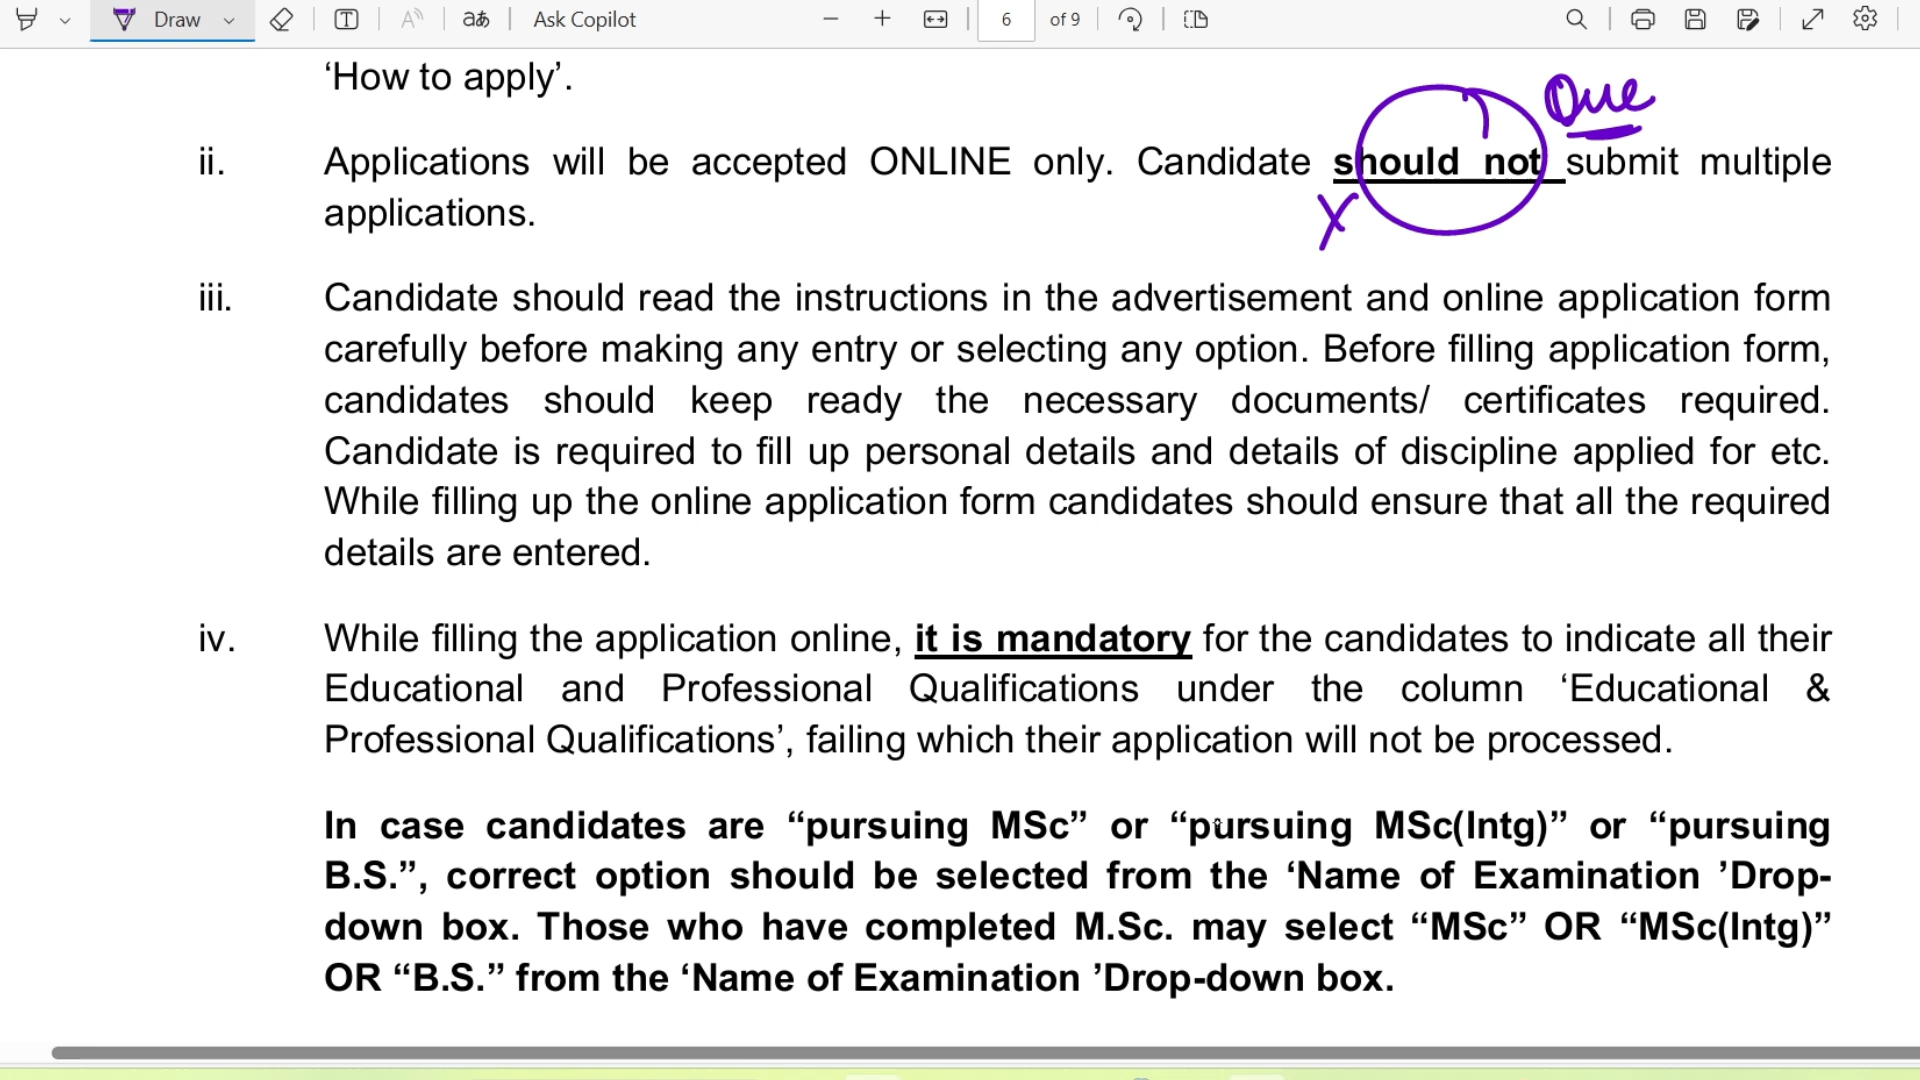 Draw
aあ
Ask Copilot
6 of 9
‘How to apply’.
One
ii. Applications will be accepted ONLINE only. Candidate should not submit multiple
applications.
X
iii. Candidate should read the instructions in the advertisement and online application form
carefully before making any entry or selecting any option. Before filling application form,
candidates should keep ready the necessary documents/ certificates required.
Candidate is required to fill up personal details and details of discipline applied for etc.
While filling up the online application form candidates should ensure that all the required
details are entered.
iv. While filling the application online, it is mandatory for the candidates to indicate all their
Educational and Professional Qualifications under the column ‘Educational &
Professional Qualifications’, failing which their application will not be processed.
In case candidates are “pursuing MSc” or “pursuing MSc(Intg)” or “pursuing
B.S.”, correct option should be selected from the ‘Name of Examination ’Drop-
down box. Those who have completed M.Sc. may select “MSc” OR “MSc(Intg)”
OR “B.S.” from the ‘Name of Examination ’Drop-down box.